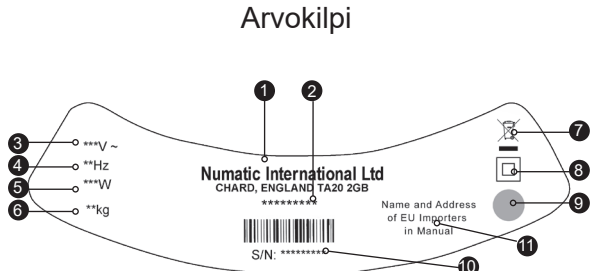 Arvokilpi
1
2
3
***V ~
4
**Hz
5
***W
6
**kg
Numatic International Ltd
CHARD, ENGLAND TA20 2GB
*********
S/N: *********
Name and Address
of EU Importers
in Manual
7
8
9
10
11